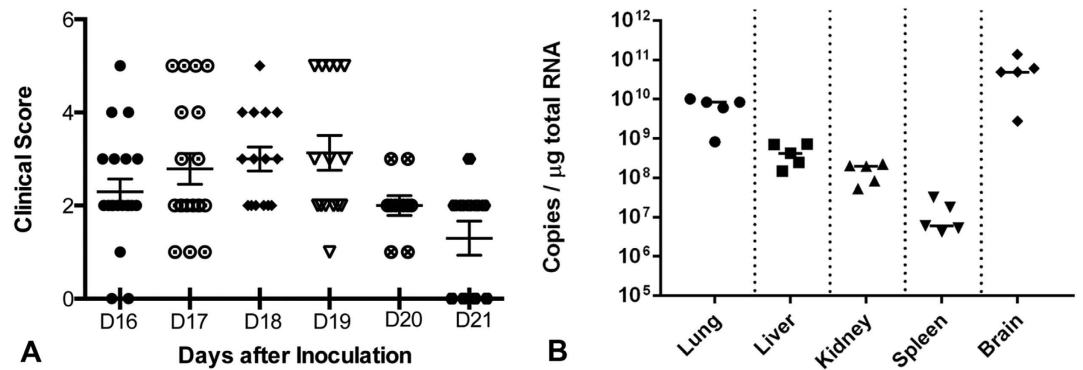 A
Clinical Score
6
4
2
0
D16 D17 D18 D19 D20 D21
Days after Inoculation
B
Copies / μg total RNA
10¹²
10¹¹
10¹⁰
10⁹
10⁸
10⁷
10⁶
10⁵
Lung Liver Kidney Spleen Brain